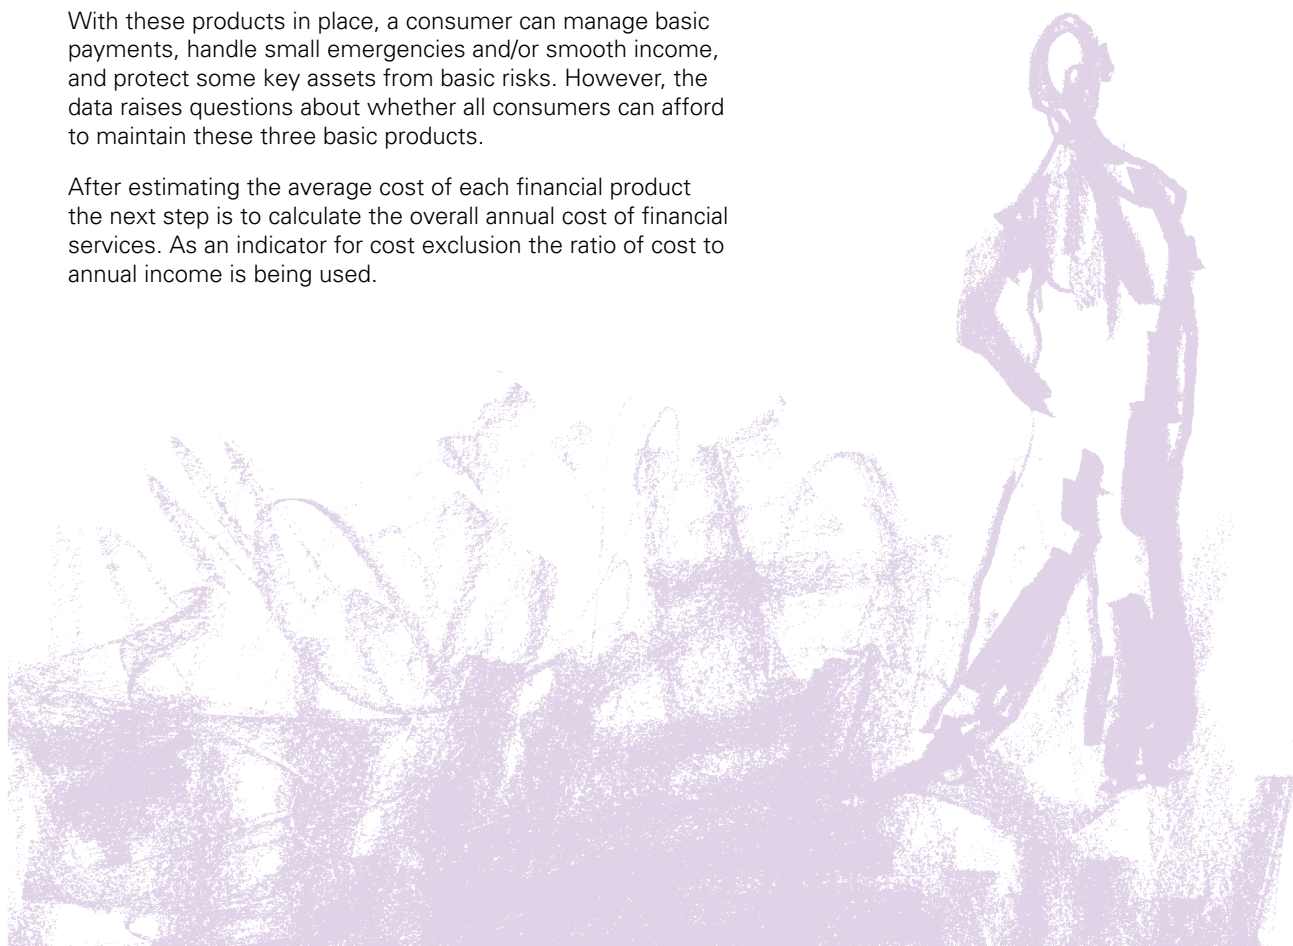 With these products in place, a consumer can manage basic
payments, handle small emergencies and/or smooth income,
and protect some key assets from basic risks. However, the
data raises questions about whether all consumers can afford
to maintain these three basic products.
After estimating the average cost of each financial product
the next step is to calculate the overall annual cost of financial
services. As an indicator for cost exclusion the ratio of cost to
annual income is being used.